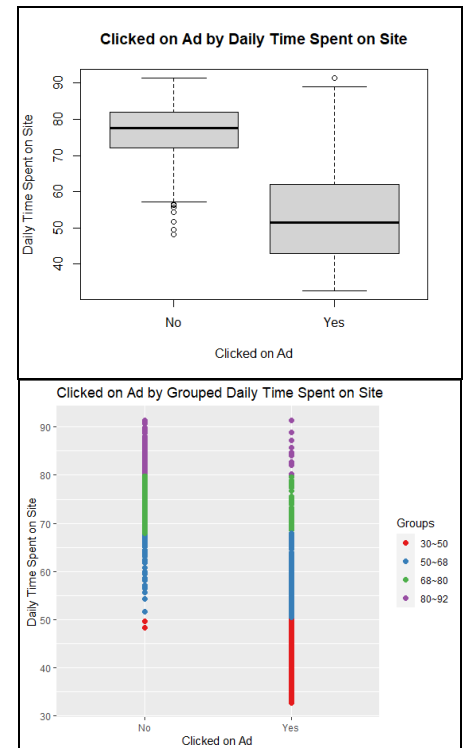 Clicked on Ad by Daily Time Spent on Site
Daily Time Spent on Site
90
80
70
60
50
40
No Yes
Clicked on Ad
Clicked on Ad by Grouped Daily Time Spent on Site
Daily Time Spent on Site
90
80
70
60
50
40
30
No Yes
Clicked on Ad
Groups
30~50
50~68
68~80
80~92